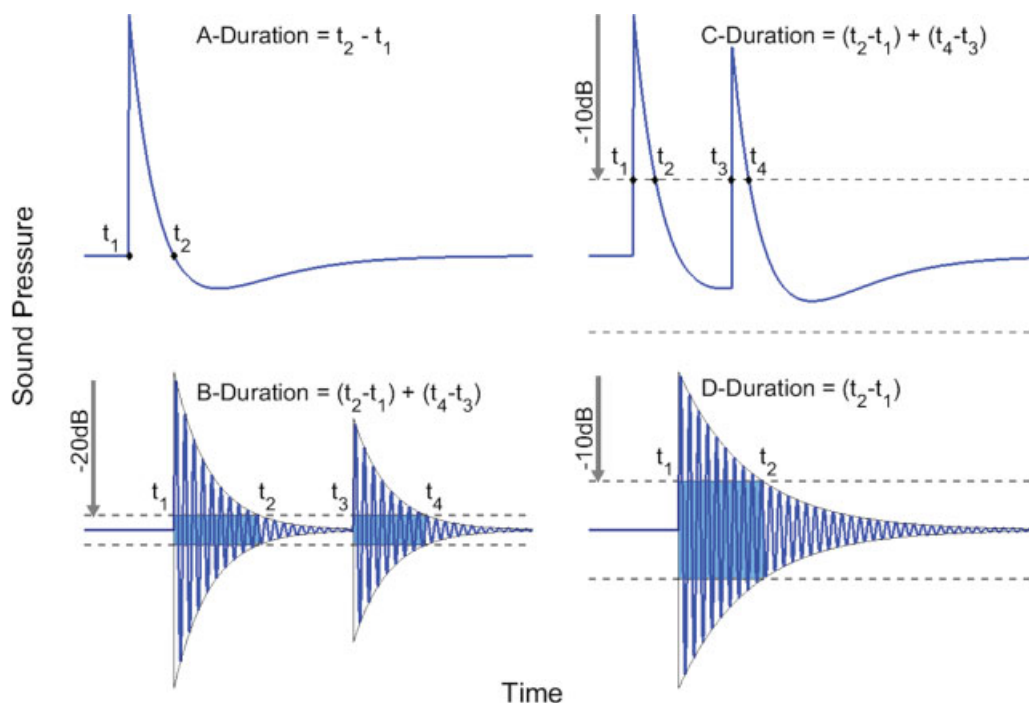 A-Duration = t₂ - t₁
t₁
t₂
C-Duration = (t₂-t₁) + (t₄-t₃)
-10dB
t₁
t₂
t₃
t₄
Sound Pressure
B-Duration = (t₂-t₁) + (t₄-t₃)
-20dB
t₁
t₂
t₃
t₄
D-Duration = (t₂-t₁)
-10dB
t₁
t₂
Time